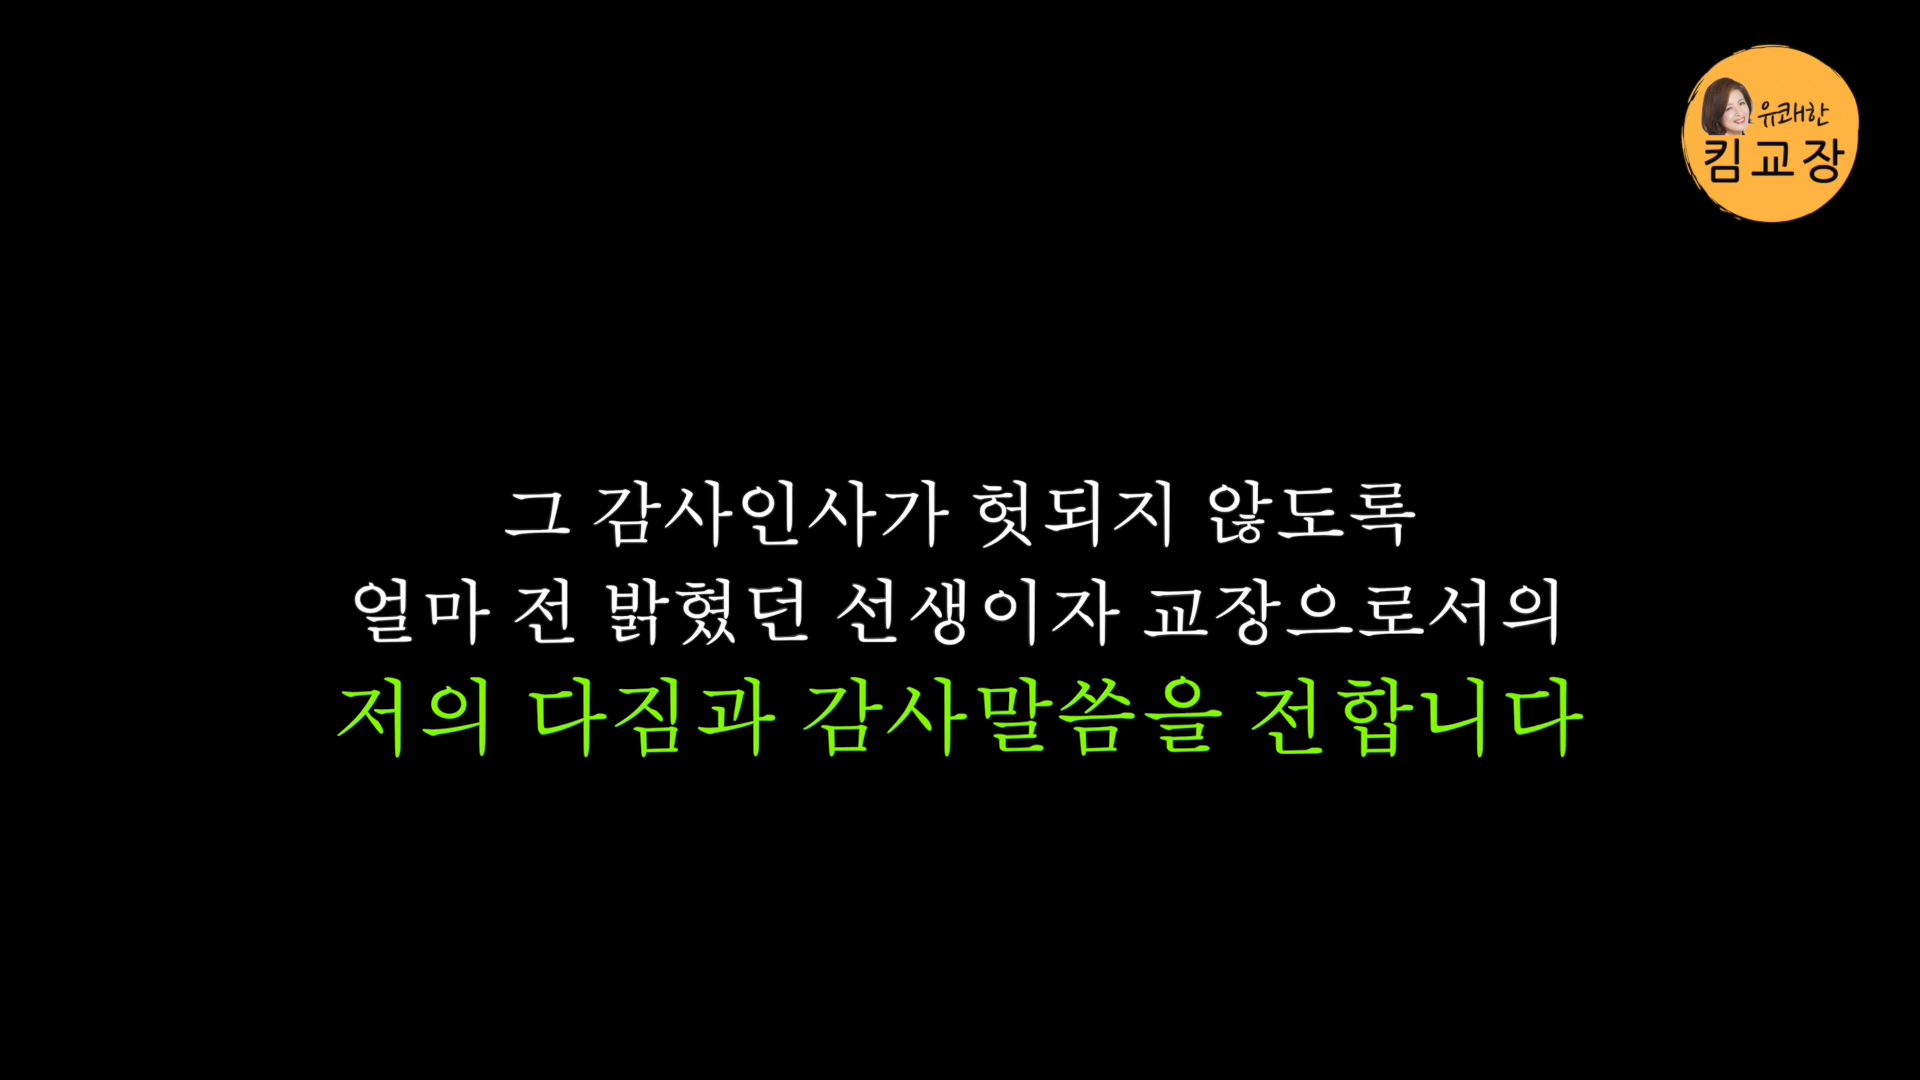 유쾌한
킴교장
그 감사인사가 헛되지 않도록
얼마 전 밝혔던 선생이자 교장으로서의
저의 다짐과 감사말씀을 전합니다